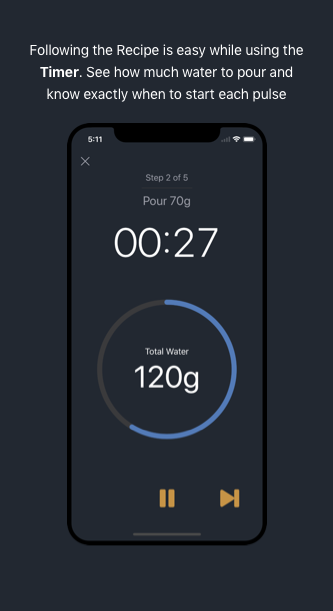 Following the Recipe is easy while using the
Timer. See how much water to pour and
know exactly when to start each pulse
5:11
Step 2 of 5
Pour 70g
00:27
Total Water
120g